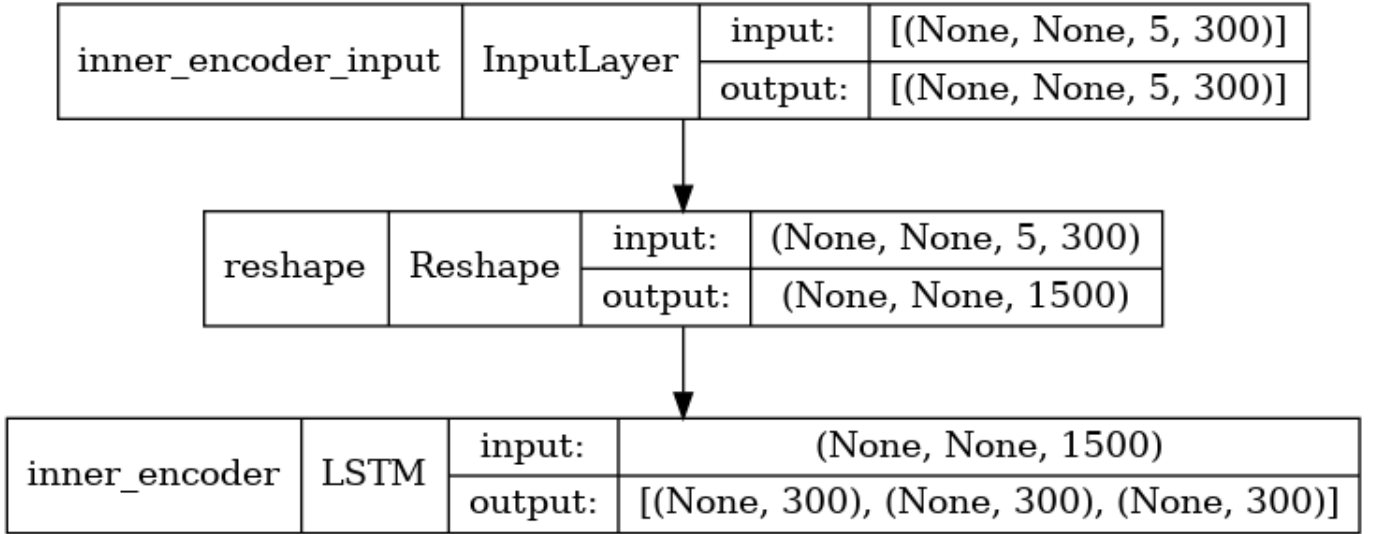 inner_encoder_input InputLayer input: [(None, None, 5, 300)]
output: [(None, None, 5, 300)]
reshape Reshape input: (None, None, 5, 300)
output: (None, None, 1500)
inner_encoder LSTM input: (None, None, 1500)
output: [(None, 300), (None, 300), (None, 300)]